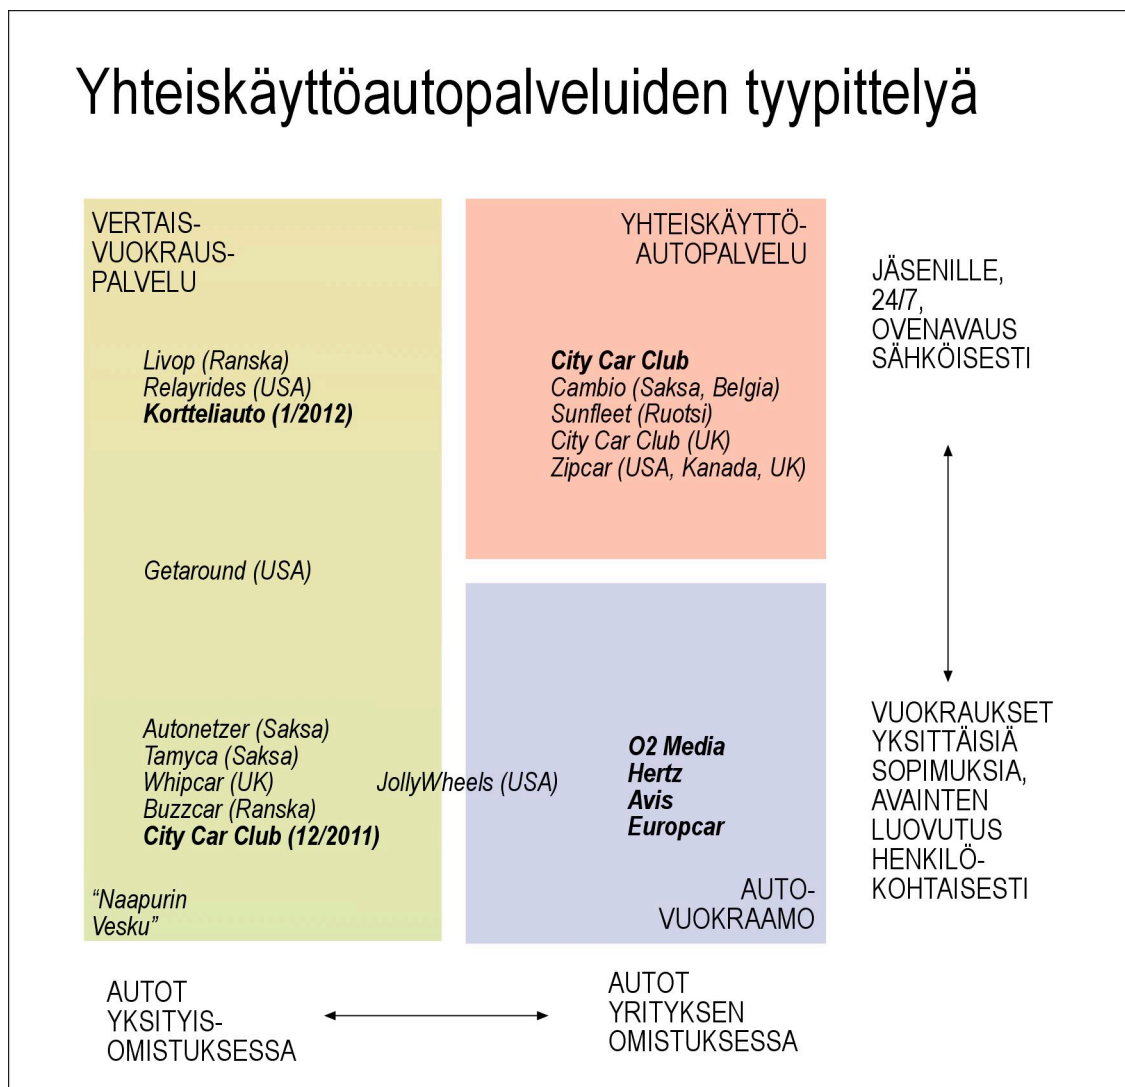 Yhteiskäyttöautopalveluiden tyypittelyä
VERTAIS-
VUOKRAUS-
PALVELU
Livop (Ranska)
Relayrides (USA)
Kortteliauto (1/2012)
Getaround (USA)
Autonetzer (Saksa)
Tamyca (Saksa)
Whipcar (UK)
Buzzcar (Ranska)
City Car Club (12/2011)
“Naapurin
Vesku”
JollyWheels (USA)
YHTEISKÄYTTÖ-
AUTOPALVELU
City Car Club
Cambio (Saksa, Belgia)
Sunfleet (Ruotsi)
City Car Club (UK)
Zipcar (USA, Kanada, UK)
O2 Media
Hertz
Avis
Europcar
AUTO-
VUOKRAAMO
JÄSENILLE,
24/7,
OVENAVAUS
SÄHKÖISESTI
VUOKRAUKSET
YKSITTÄISIÄ
SOPIMUKSIA,
AVAINTEN
LUOVUTUS
HENKILÖ-
KOHTAISESTI
AUTOT
YKSITYIS-
OMISTUKSESSA
AUTOT
YRITYKSEN
OMISTUKSESSA